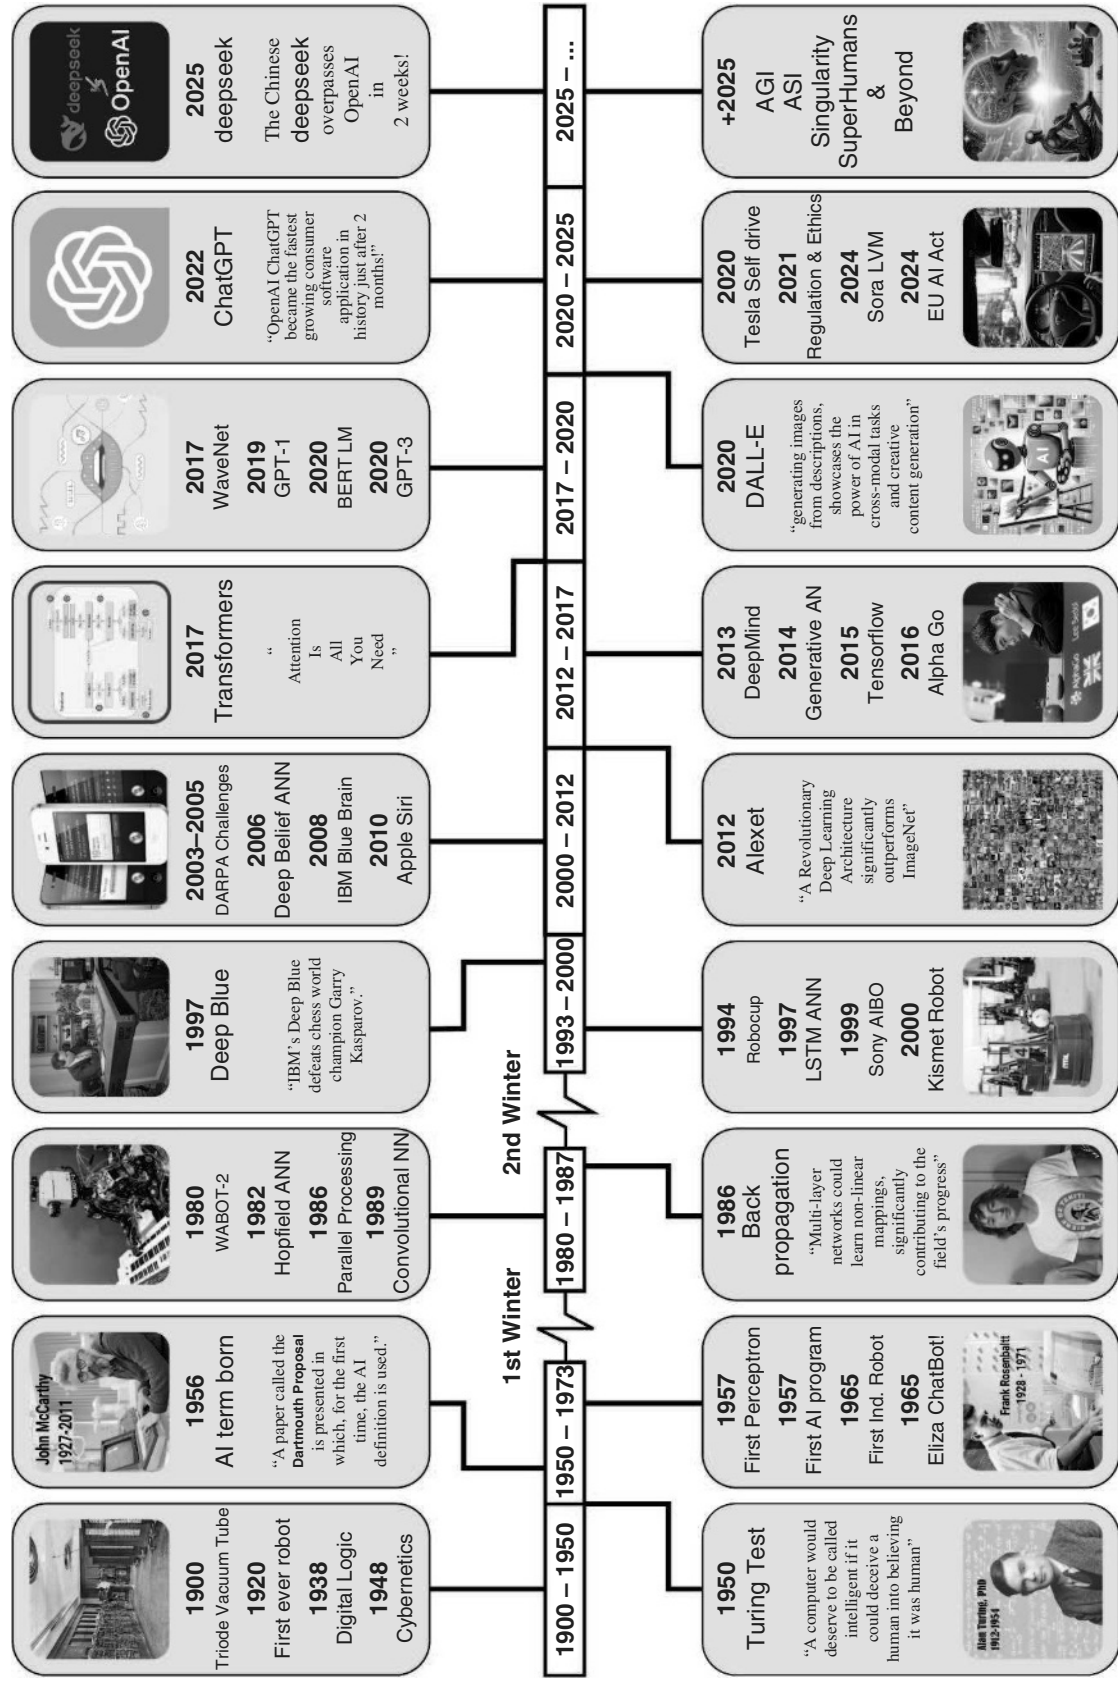 John McCarthy
1927-2011
deepseek
OpenAI
1900
Triode Vacuum Tube
1920
First ever robot
1938
Digital Logic
1948
Cybernetics
1956
AI term born
“A paper called the
Dartmouth Proposal
is presented in
which, for the first
time, the AI
definition is used.”
1980
WABOT-2
1982
Hopfield ANN
1986
Parallel Processing
1989
Convolutional NN
1997
Deep Blue
“IBM’s Deep Blue
defeats chess world
champion Garry
Kasparov.”
2003–2005
DARPA Challenges
2006
Deep Belief ANN
2008
IBM Blue Brain
2010
Apple Siri
2017
Transformers
“
Attention
Is
All
You
Need
”
2017
WaveNet
2019
GPT-1
2020
BERT LM
2020
GPT-3
2022
ChatGPT
“OpenAI ChatGPT
became the fastest
growing consumer
software
application in
history just after 2
months!”
2025
deepseek
The Chinese
deepseek
overpasses
OpenAI
in
2 weeks!
1st Winter
2nd Winter
1900 – 1950
1950 – 1973
1980 – 1987
1993 – 2000
2000 – 2012
2012 – 2017
2017 – 2020
2020 – 2025
2025 – ...
1950
Turing Test
“A computer would
deserve to be called
intelligent if it
could deceive a
human into believing
it was human”
Alan Turing, PhD
1912-1954
1957
First Perceptron
1957
First AI program
1965
First Ind. Robot
1965
Eliza ChatBot!
Frank Rosenbaltt
1928 - 1971
1986
Back
propagation
“Multi-layer
networks could
learn non-linear
mappings,
significantly
contributing to the
field’s progress”
1994
Robocup
1997
LSTM ANN
1999
Sony AIBO
2000
Kismet Robot
2012
Alexet
“A Revolutionary
Deep Learning
Architecture
significantly
outperforms
ImageNet”
2013
DeepMind
2014
Generative AN
2015
Tensorflow
2016
Alpha Go
AlphaGo
Lee Sedol
2020
DALL-E
“generating images
from descriptions,
showcases the
power of AI in
cross-modal tasks
and creative
content generation”
AI
2020
Tesla Self drive
2021
Regulation & Ethics
2024
Sora LVM
2024
EU AI Act
+2025
AGI
ASI
Singularity
SuperHumans
&
Beyond